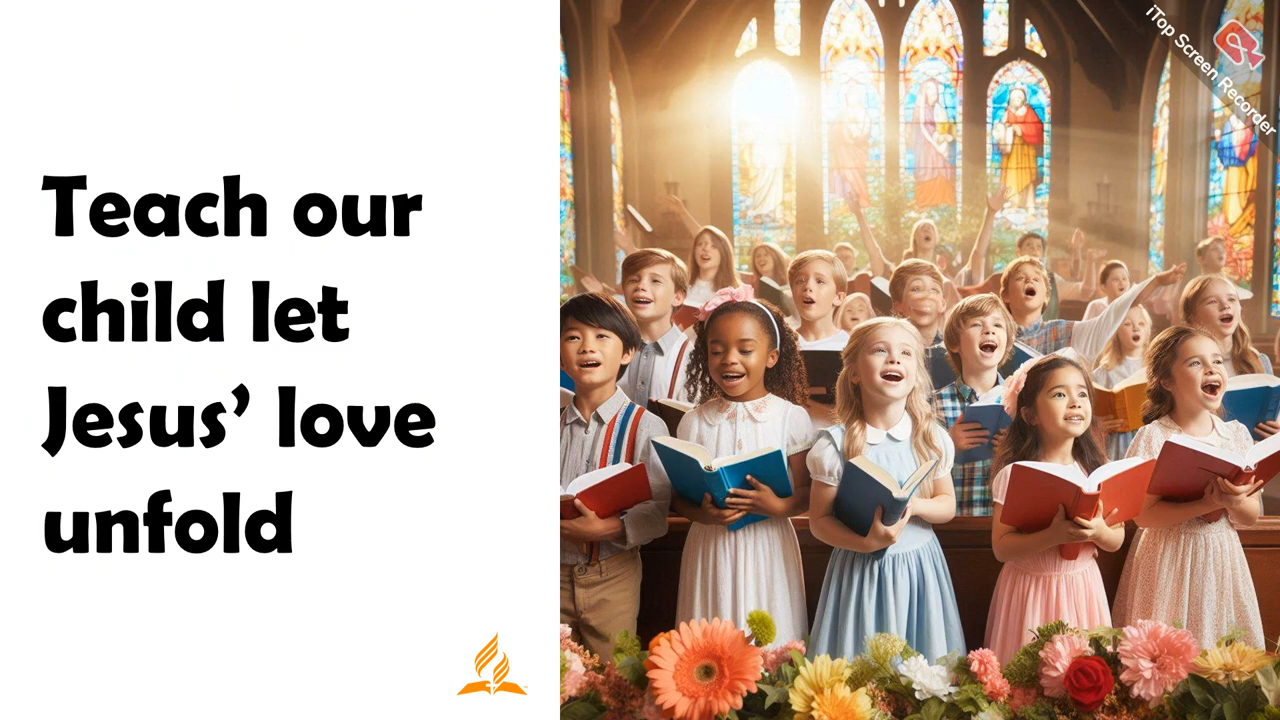 Teach our
child let
Jesus’ love
unfold
iTop Screen Recorder